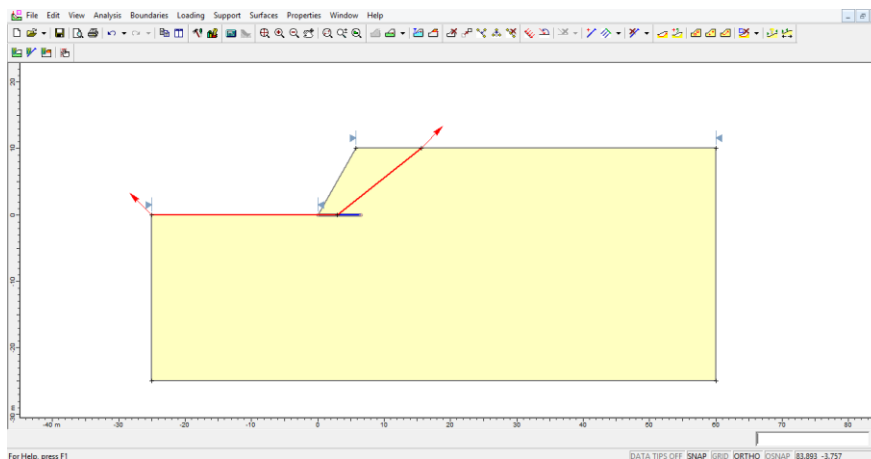 File Edit View Analysis Boundaries Loading Support Surfaces Properties Window Help
20
10
0
-10
-20
-30 m
-40 m -30 -20 -10 0 10 20 30 40 50 60 70 80
For Help, press F1
DATA TIPS OFF SNAP GRID ORTHO OSNAP 83.893 -3.757